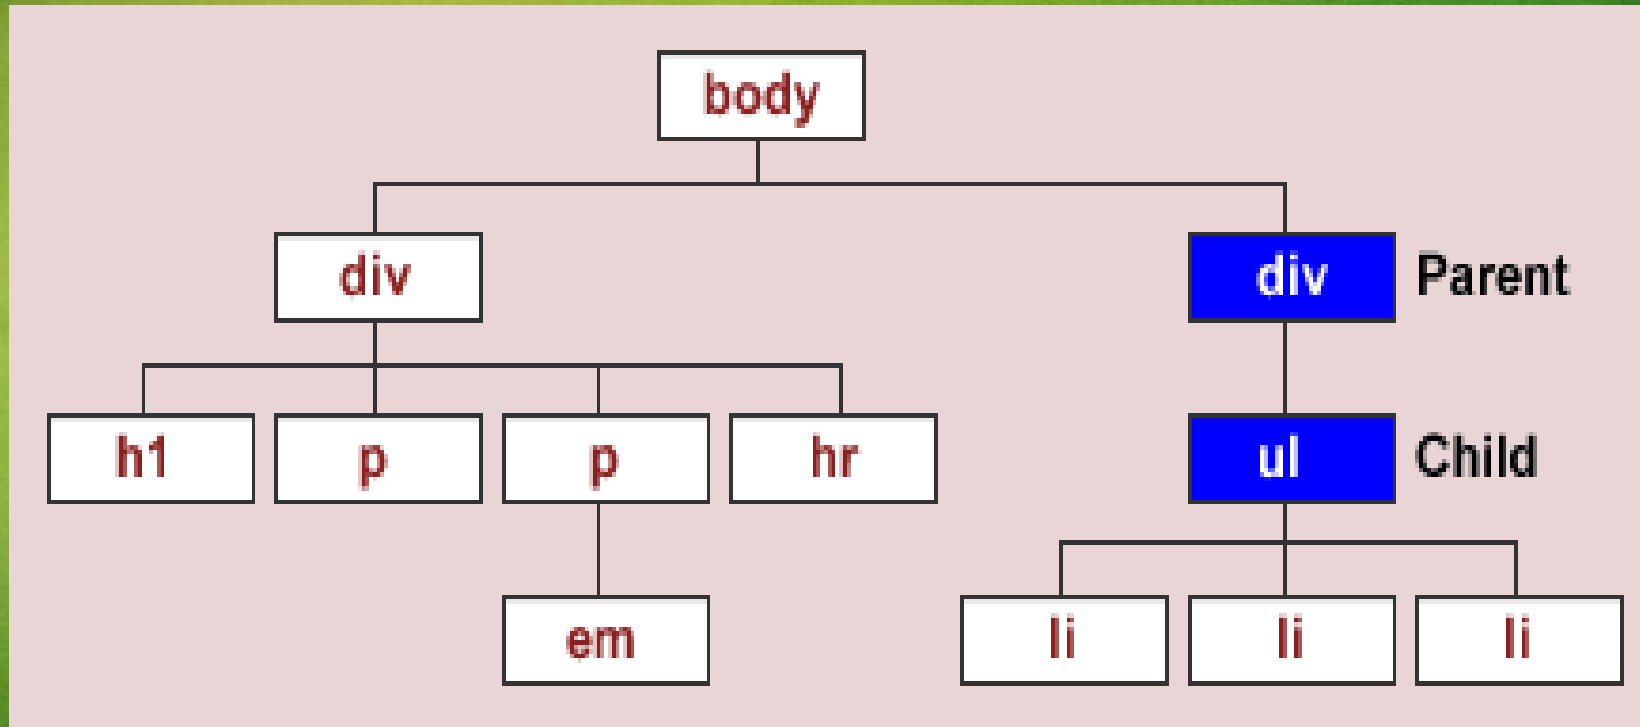 body
div
div Parent
h1 p p hr
ul Child
em
li li li